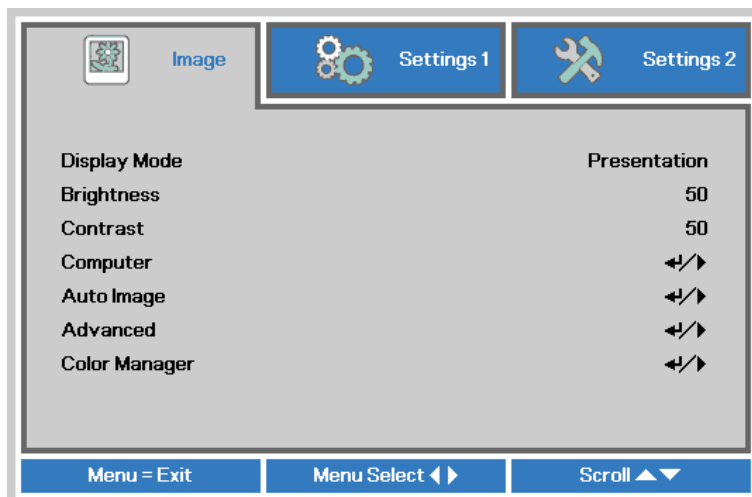 Image Settings 1 Settings 2
Display Mode Presentation
Brightness 50
Contrast 50
Computer ↵/▶
Auto Image ↵/▶
Advanced ↵/▶
Color Manager ↵/▶
Menu = Exit Menu Select ◀▶ Scroll ▲▼